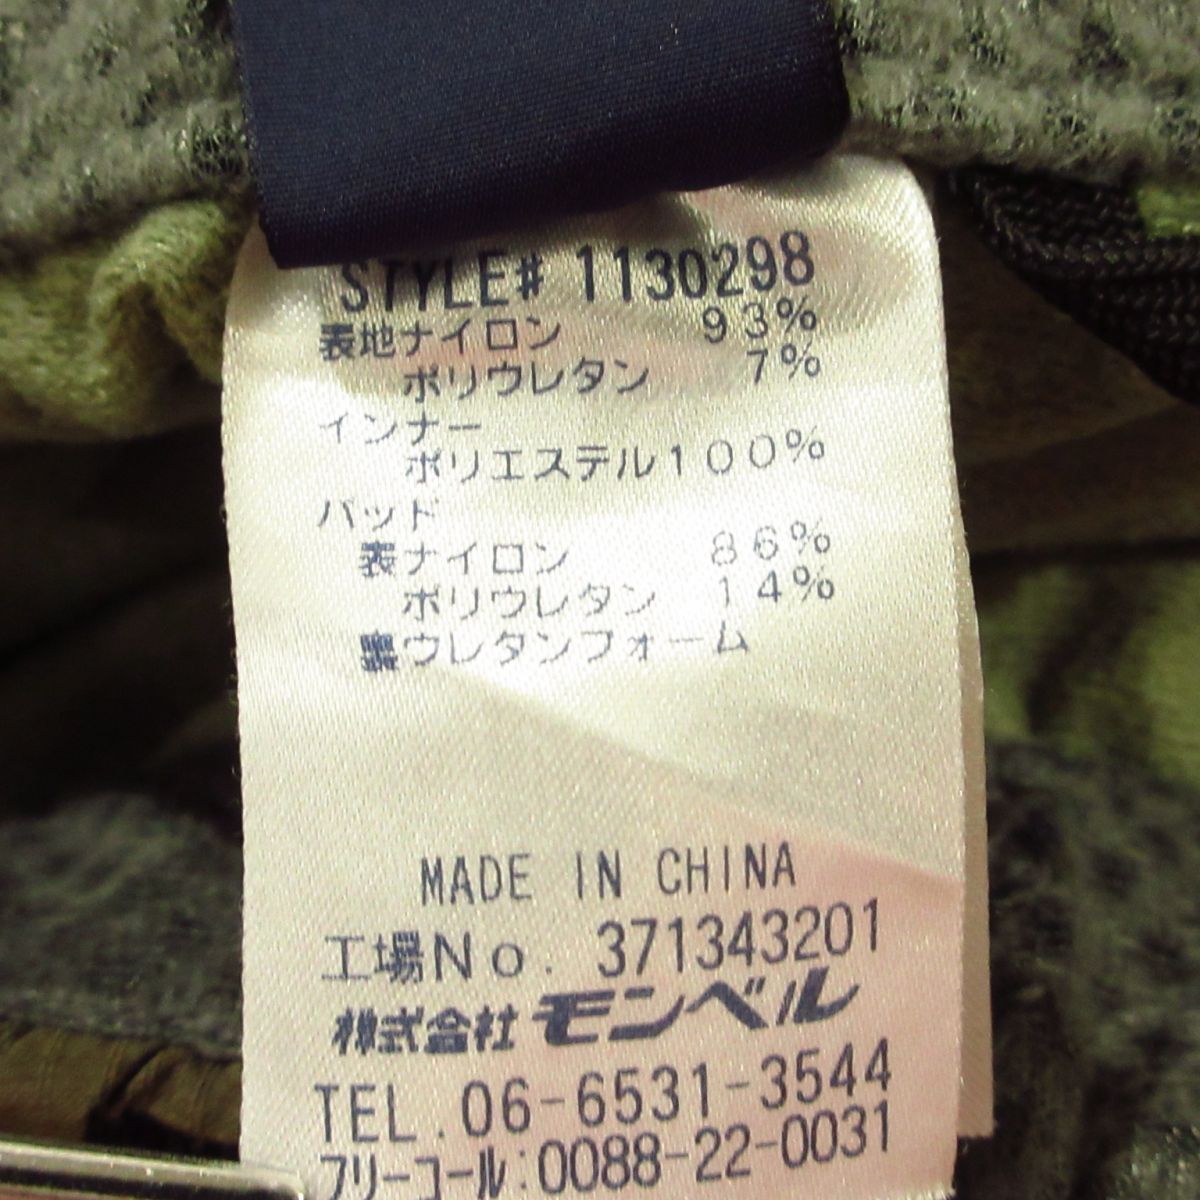 STYLE# 1130298
表地ナイロン 93%
ポリウレタン 7%
インナー
ポリエステル100%
パッド
表ナイロン 86%
ポリウレタン 14%
裏ウレタンフォーム
MADE IN CHINA
工場No. 371343201
株式会社モンベル
TEL. 06-6531-3544
フリーコール:0088-22-0031